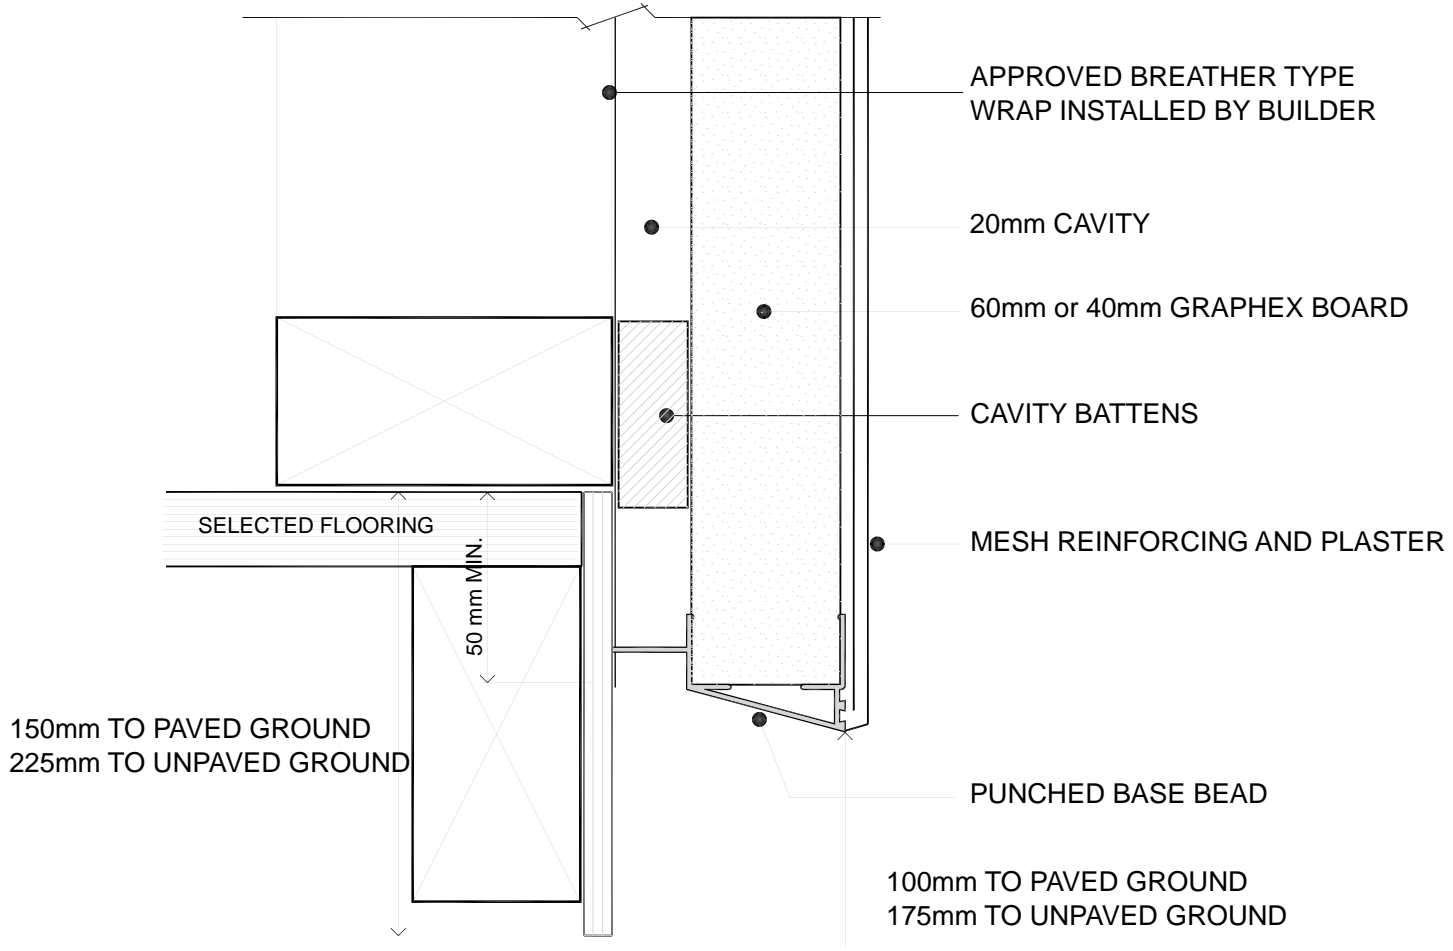 APPROVED BREATHER TYPE
WRAP INSTALLED BY BUILDER
20mm CAVITY
60mm or 40mm GRAPHEX BOARD
CAVITY BATTENS
SELECTED FLOORING
50 mm MIN.
MESH REINFORCING AND PLASTER
150mm TO PAVED GROUND
225mm TO UNPAVED GROUND
PUNCHED BASE BEAD
100mm TO PAVED GROUND
175mm TO UNPAVED GROUND